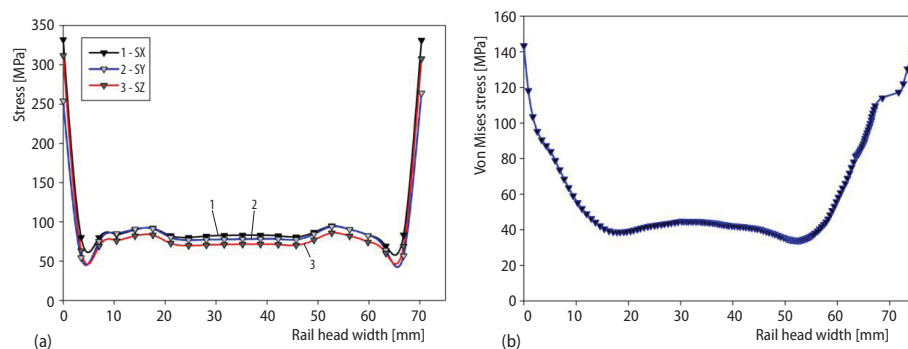 Stress [MPa]
350
300
250
200
150
100
50
0
1 - SX
2 - SY
3 - SZ
1
2
3
0 10 20 30 40 50 60 70
Rail head width [mm]
(a)
Von Mises stress [MPa]
160
140
120
100
80
60
40
20
0
0 10 20 30 40 50 60 70
Rail head width [mm]
(b)